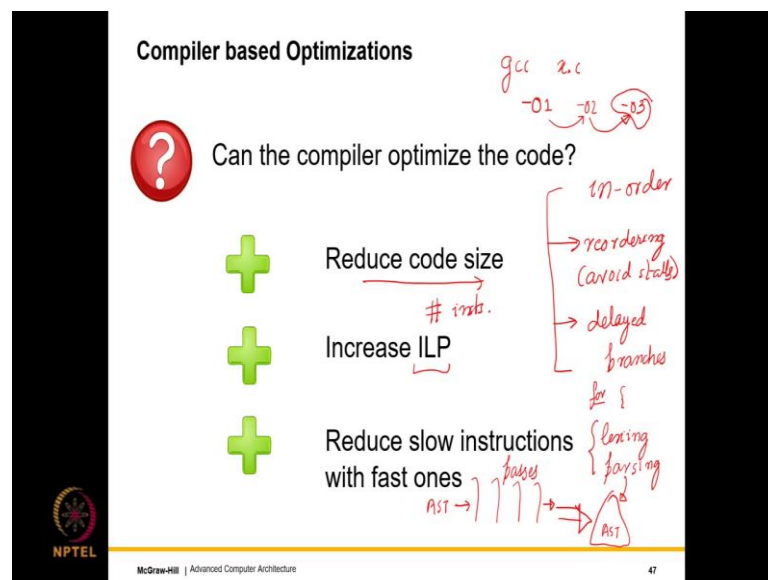 Compiler based Optimizations
gcc x.c
-O1 -O2 -O3
?
Can the compiler optimize the code?
in-order
Reduce code size
reordering
(avoid stalls)
# insts.
delayed
branches
Increase ILP
for {
Reduce slow instructions
with fast ones
{ lexing
parsing
passes
AST →
AST
NPTEL
McGraw-Hill | Advanced Computer Architecture
47